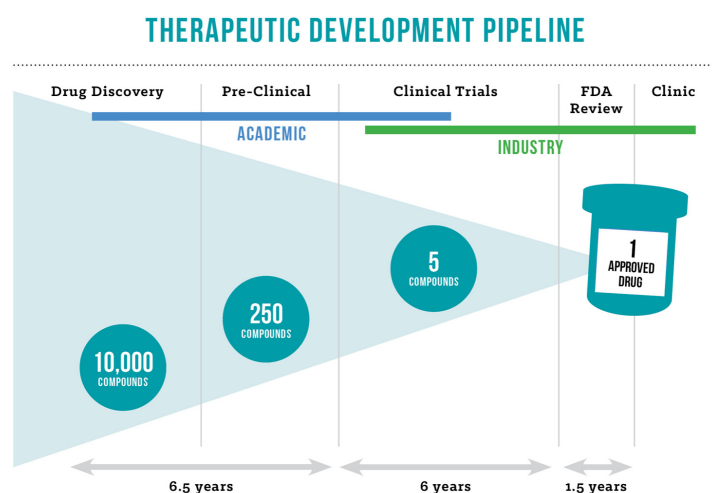 THERAPEUTIC DEVELOPMENT PIPELINE
Drug Discovery
Pre-Clinical
Clinical Trials
FDA
Review
Clinic
ACADEMIC
INDUSTRY
10,000
COMPOUNDS
250
COMPOUNDS
5
COMPOUNDS
1
APPROVED
DRUG
6.5 years
6 years
1.5 years